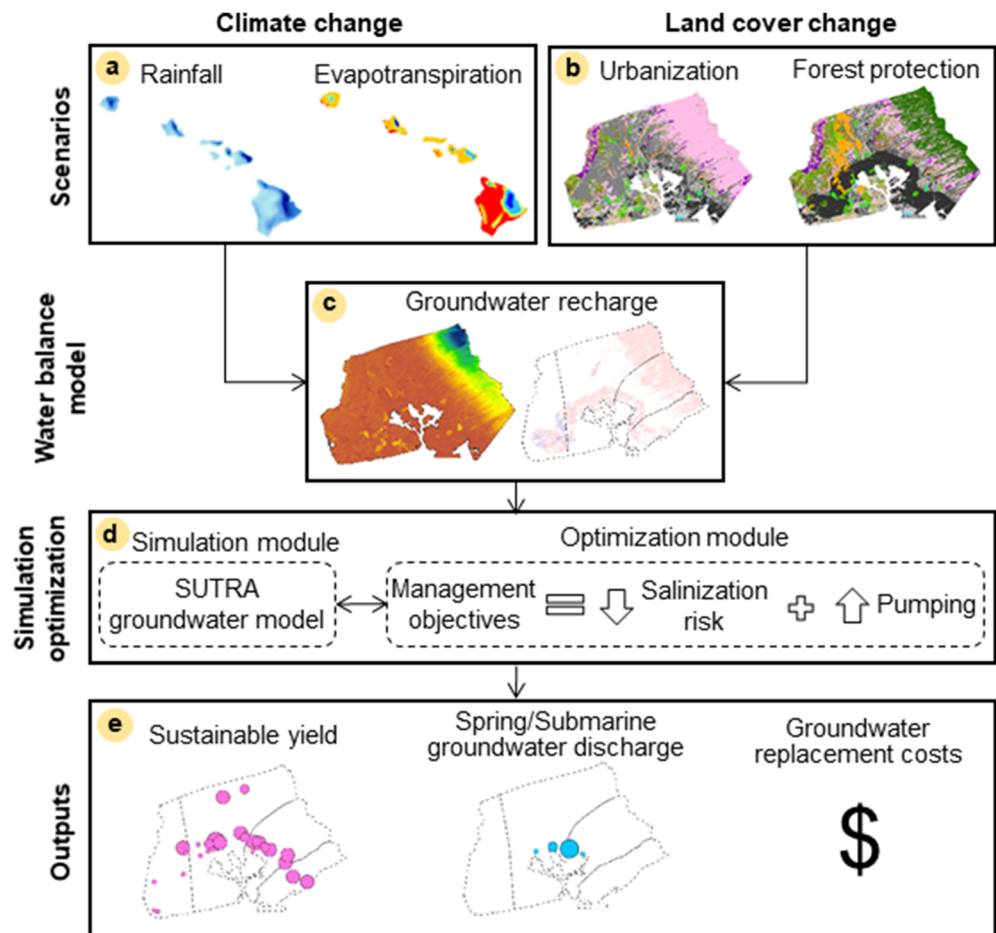 Climate change
Land cover change
Scenarios
a
Rainfall
Evapotranspiration
b
Urbanization
Forest protection
Water balance
model
c
Groundwater recharge
Simulation
optimization
d
Simulation module
SUTRA
groundwater model
Optimization module
Management
objectives
Salinization
risk
Pumping
Outputs
e
Sustainable yield
Spring/Submarine
groundwater discharge
Groundwater
replacement costs
$